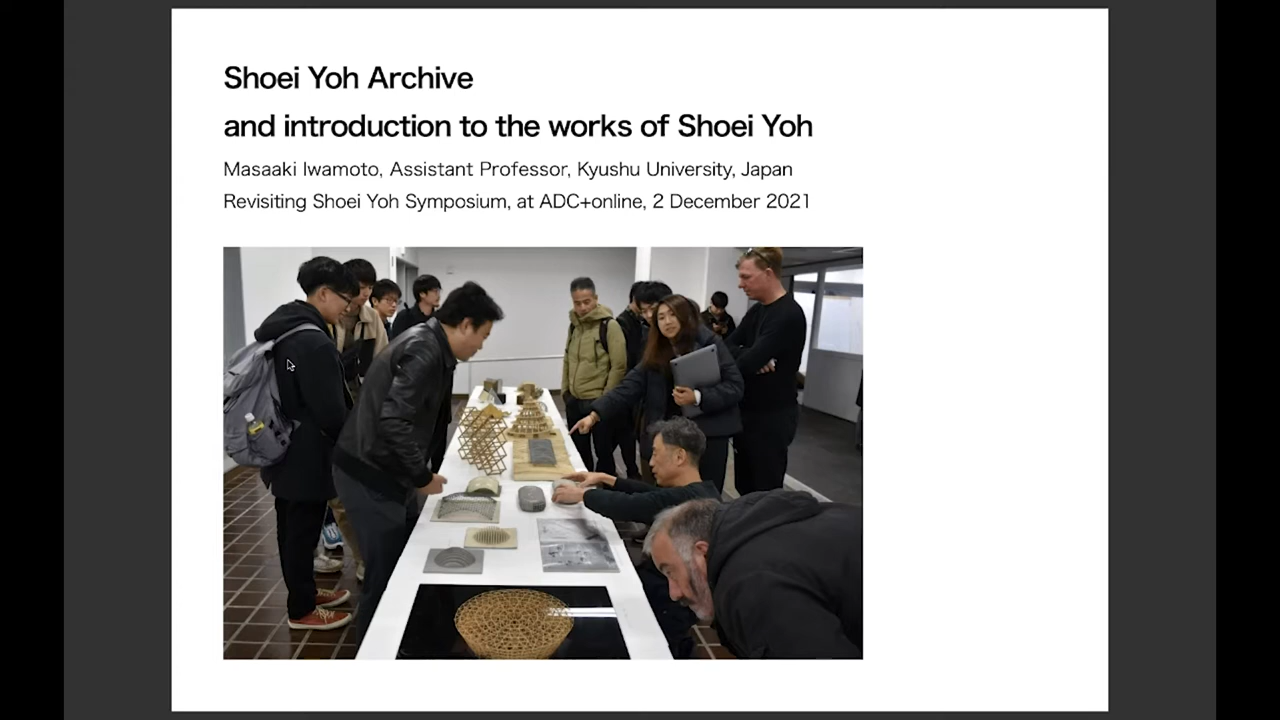 Shoei Yoh Archive
and introduction to the works of Shoei Yoh
Masaaki Iwamoto, Assistant Professor, Kyushu University, Japan
Revisiting Shoei Yoh Symposium, at ADC+online, 2 December 2021